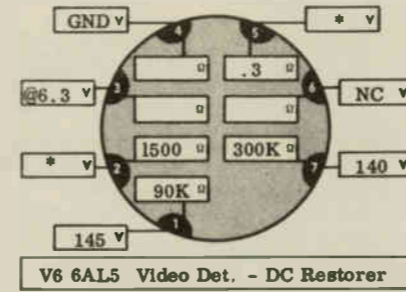 GND V
* V
4
5
Ω
.3 Ω
@6.3 V
3
6
NC V
Ω
Ω
* V
2
1500 Ω
300K Ω
7
140 V
90K Ω
145 V
1
V6 6AL5 Video Det. - DC Restorer